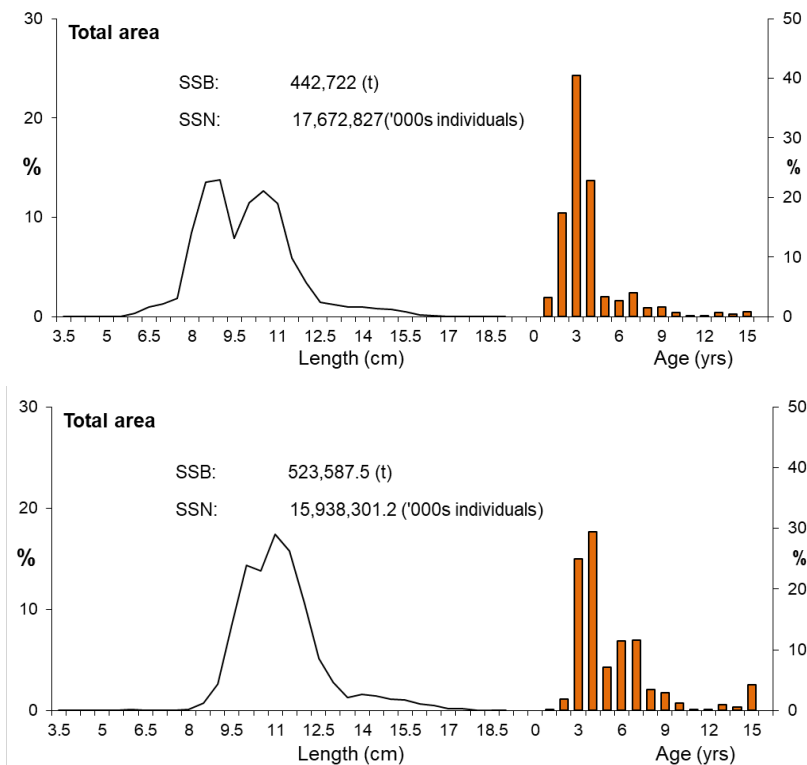 30
Total area
50
SSB: 442,722 (t)
40
SSN: 17,672,827('000s individuals)
20
30
%
%
20
10
10
0
0
3.5 5 6.5 8 9.5 11 12.5 14 15.5 17 18.5 0 3 6 9 12 15
Length (cm) Age (yrs)
30
50
Total area
40
SSB: 523,587.5 (t)
SSN: 15,938,301.2 ('000s individuals)
20
30
%
%
20
10
10
0
0
3.5 5 6.5 8 9.5 11 12.5 14 15.5 17 18.5 0 3 6 9 12 15
Length (cm) Age (yrs)